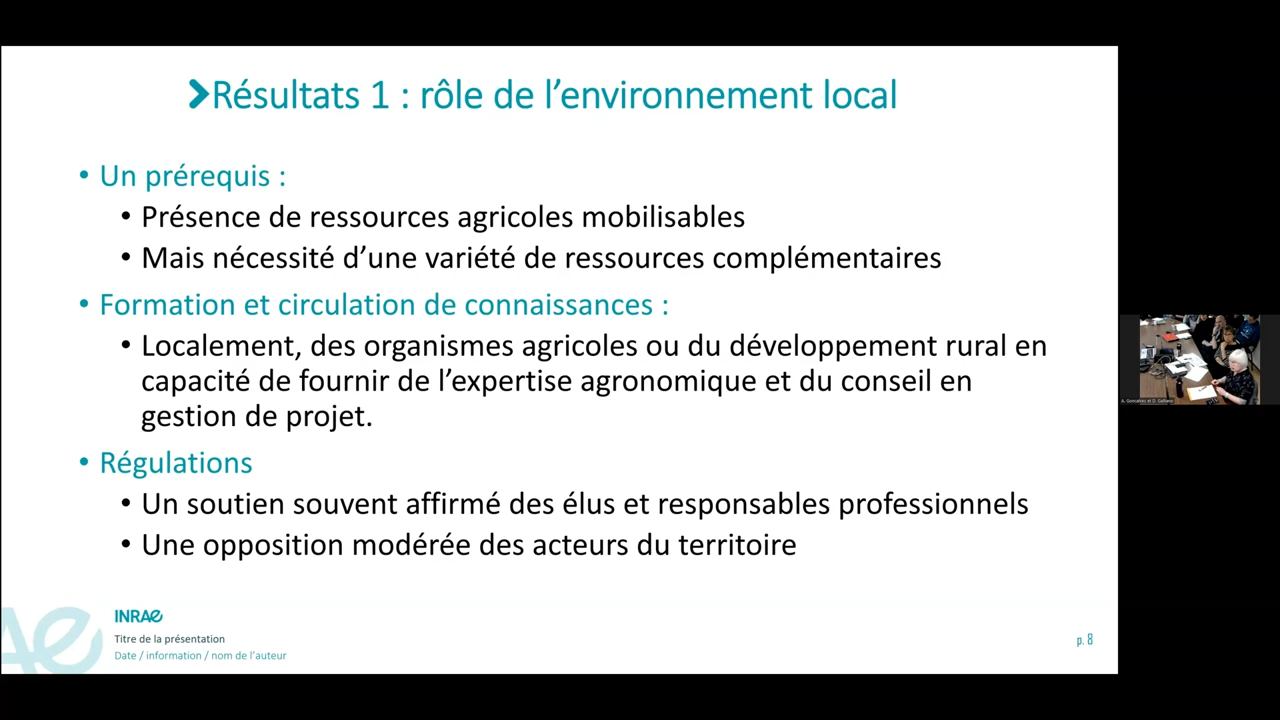 Résultats 1 : rôle de l’environnement local
• Un prérequis :
• Présence de ressources agricoles mobilisables
• Mais nécessité d’une variété de ressources complémentaires
• Formation et circulation de connaissances :
• Localement, des organismes agricoles ou du développement rural en
capacité de fournir de l’expertise agronomique et du conseil en
gestion de projet.
• Régulations
• Un soutien souvent affirmé des élus et responsables professionnels
• Une opposition modérée des acteurs du territoire
INRAE
Titre de la présentation
Date / information / nom de l’auteur
p. 8
A. Goncalves et D. Galliano